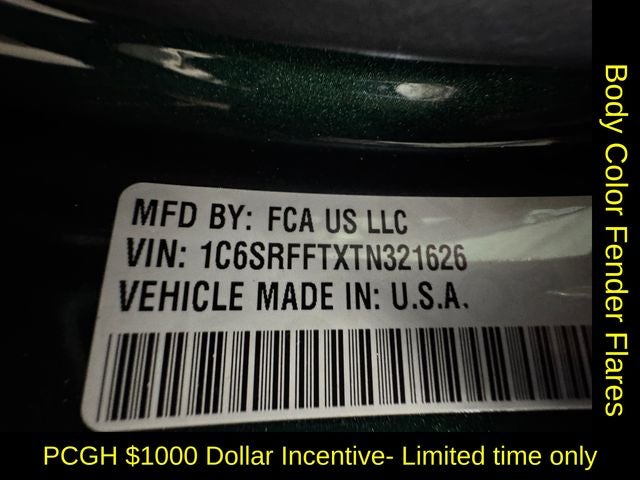 MFD BY: FCA US LLC
VIN: 1C6SRFFTXTN321626
VEHICLE MADE IN: U.S.A.
Body Color Fender Flares
PCGH $1000 Dollar Incentive- Limited time only